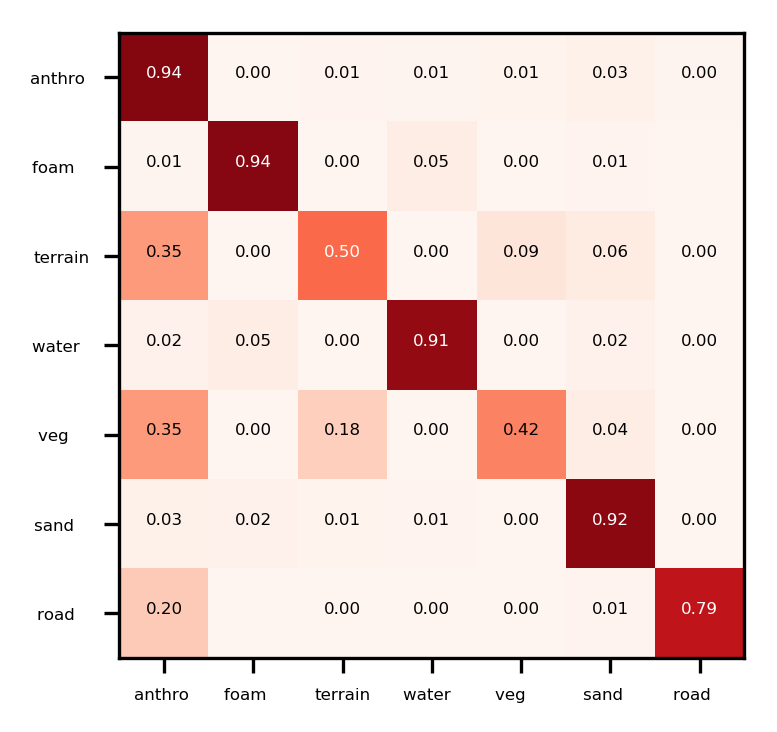 anthro 0.94 0.00 0.01 0.01 0.01 0.03 0.00
foam 0.01 0.94 0.00 0.05 0.00 0.01
terrain 0.35 0.00 0.50 0.00 0.09 0.06 0.00
water 0.02 0.05 0.00 0.91 0.00 0.02 0.00
veg 0.35 0.00 0.18 0.00 0.42 0.04 0.00
sand 0.03 0.02 0.01 0.01 0.00 0.92 0.00
road 0.20 0.00 0.00 0.00 0.01 0.79
anthro foam terrain water veg sand road